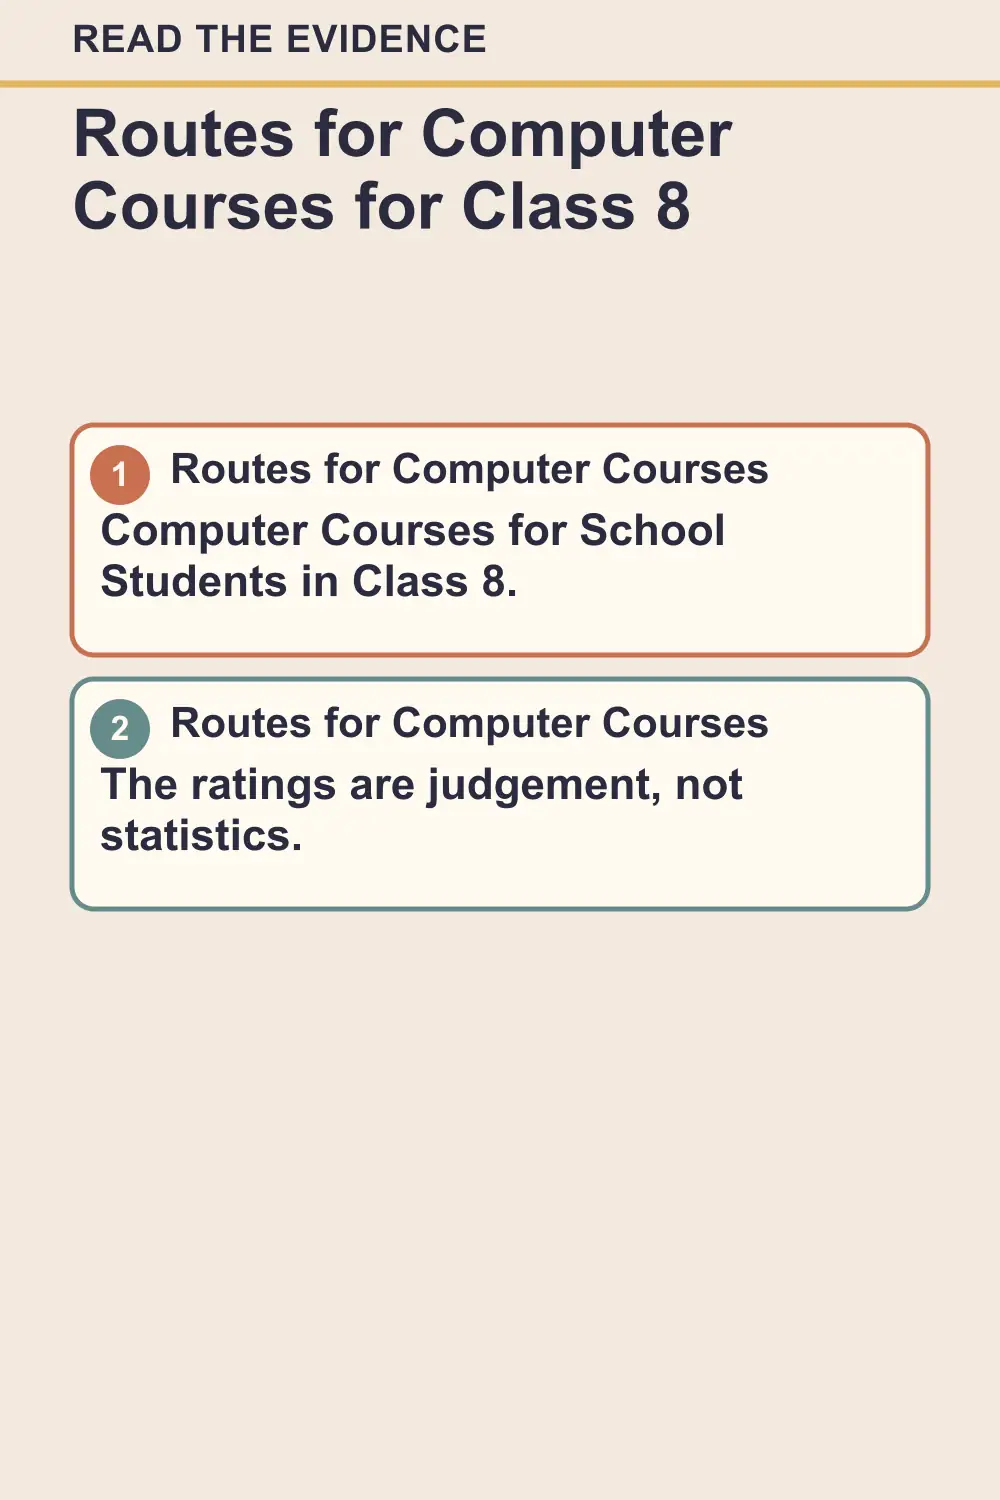 READ THE EVIDENCE
Routes for Computer
Courses for Class 8
1 Routes for Computer Courses
Computer Courses for School
Students in Class 8.
2 Routes for Computer Courses
The ratings are judgement, not
statistics.